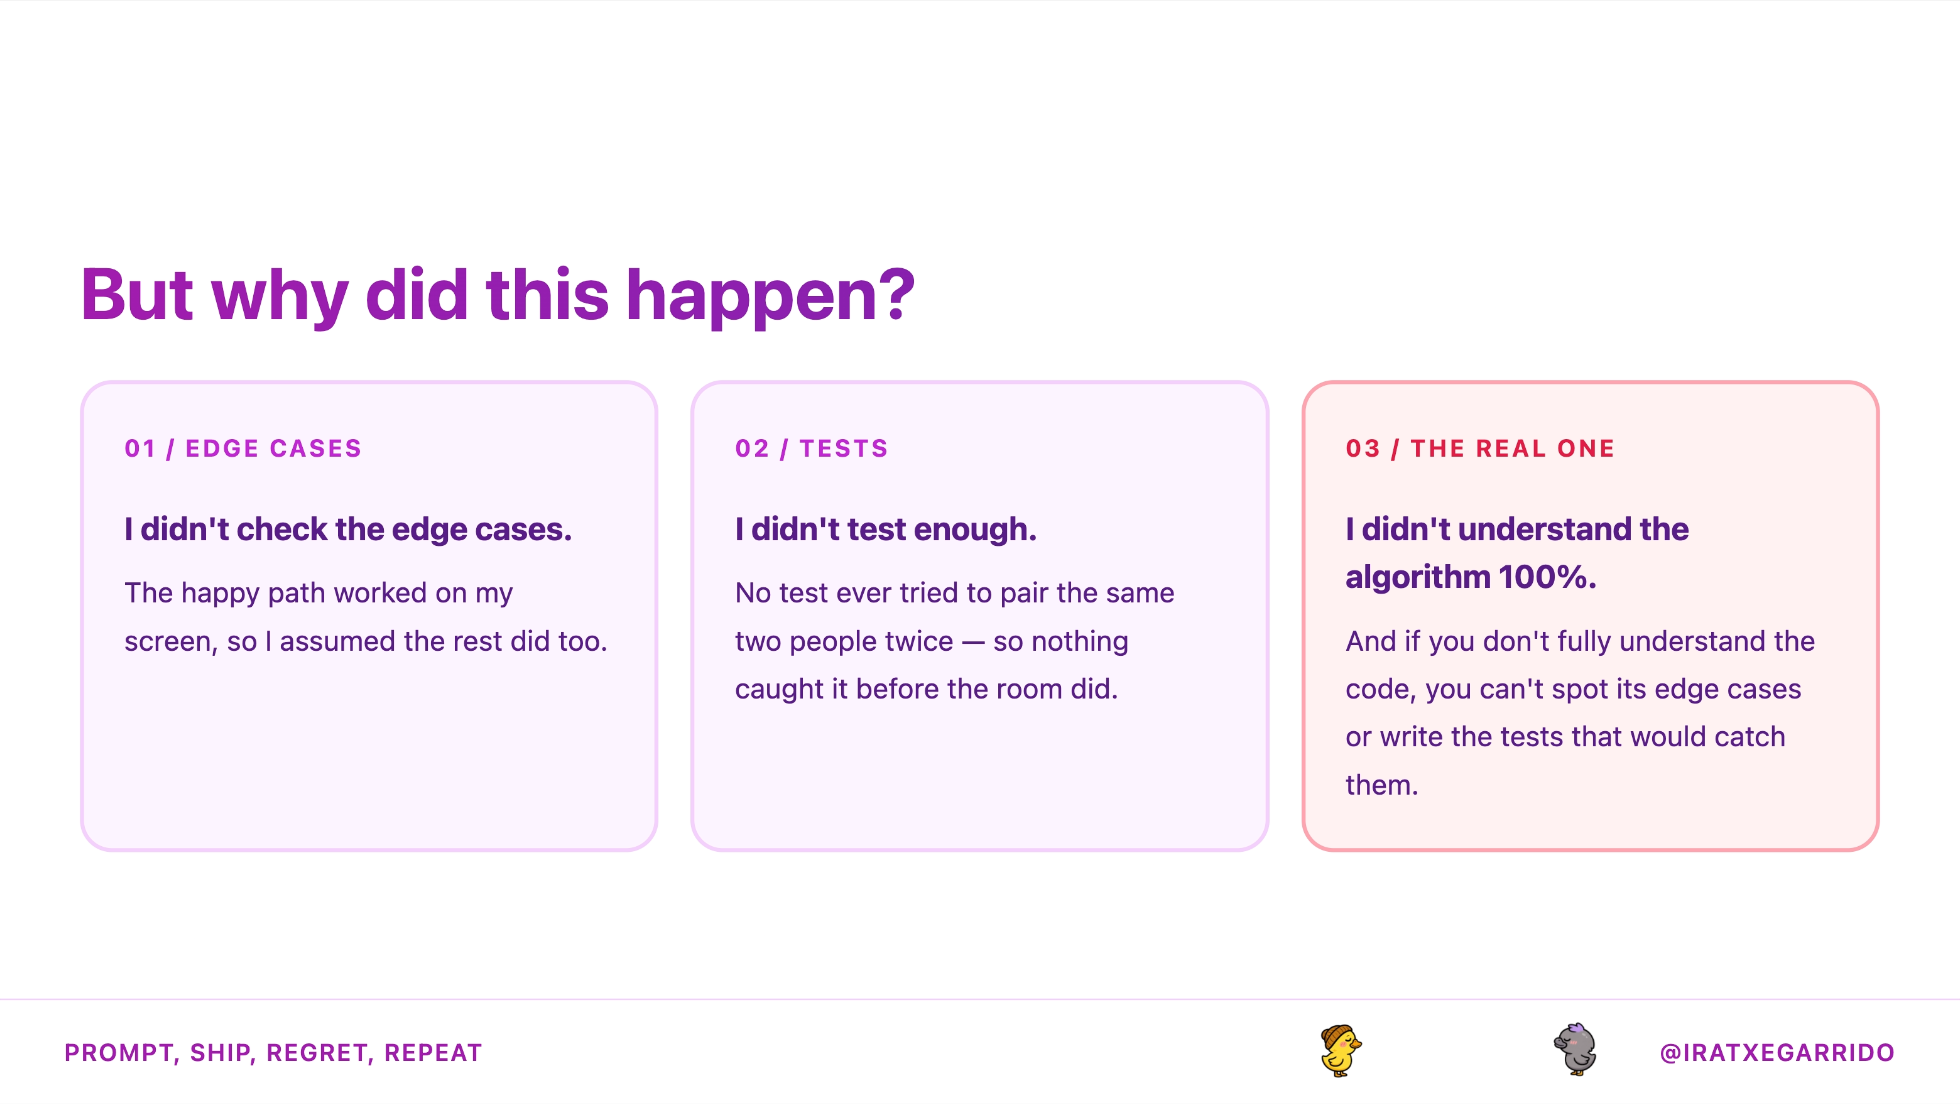 But why did this happen?
01 / EDGE CASES
I didn't check the edge cases.
The happy path worked on my
screen, so I assumed the rest did too.
02 / TESTS
I didn't test enough.
No test ever tried to pair the same
two people twice — so nothing
caught it before the room did.
03 / THE REAL ONE
I didn't understand the
algorithm 100%.
And if you don't fully understand the
code, you can't spot its edge cases
or write the tests that would catch
them.
PROMPT, SHIP, REGRET, REPEAT
@IRATXEGARRIDO